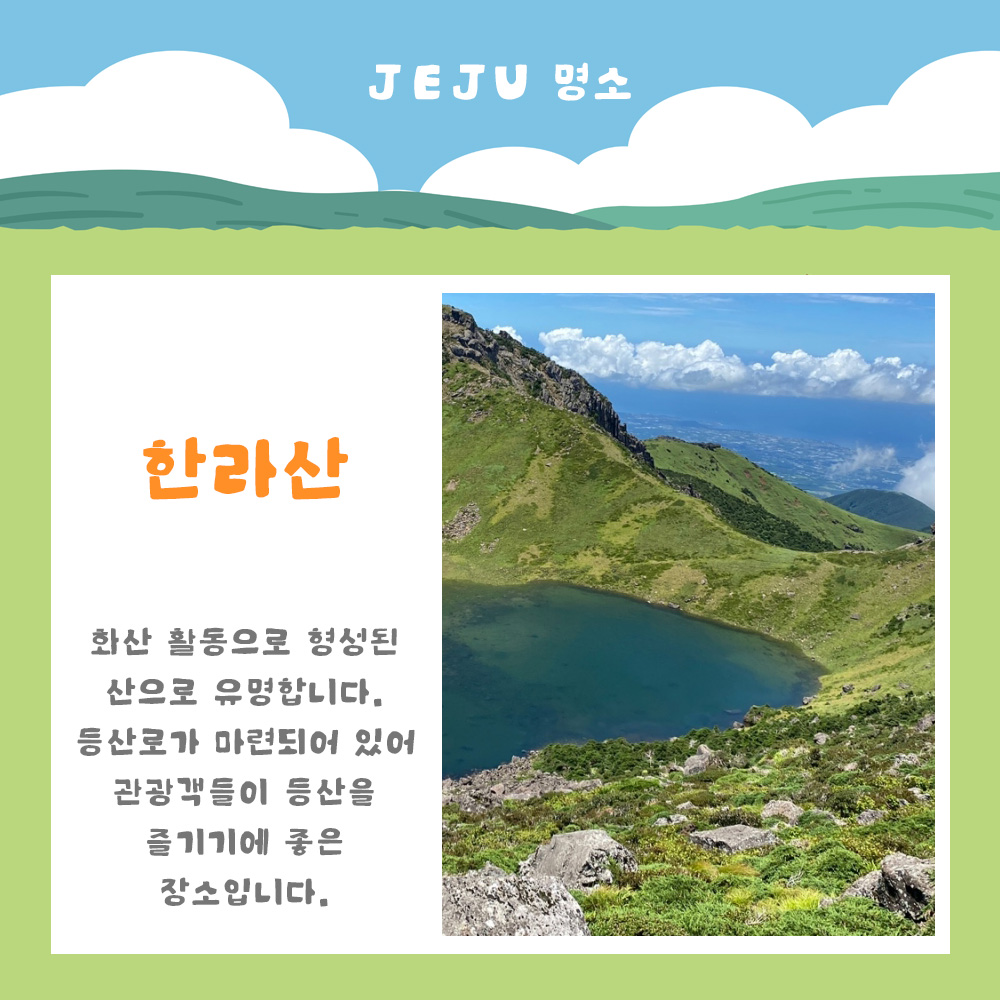 JEJU 명소
한라산
화산 활동으로 형성된
산으로 유명합니다.
등산로가 마련되어 있어
관광객들이 등산을
즐기기에 좋은
장소입니다.